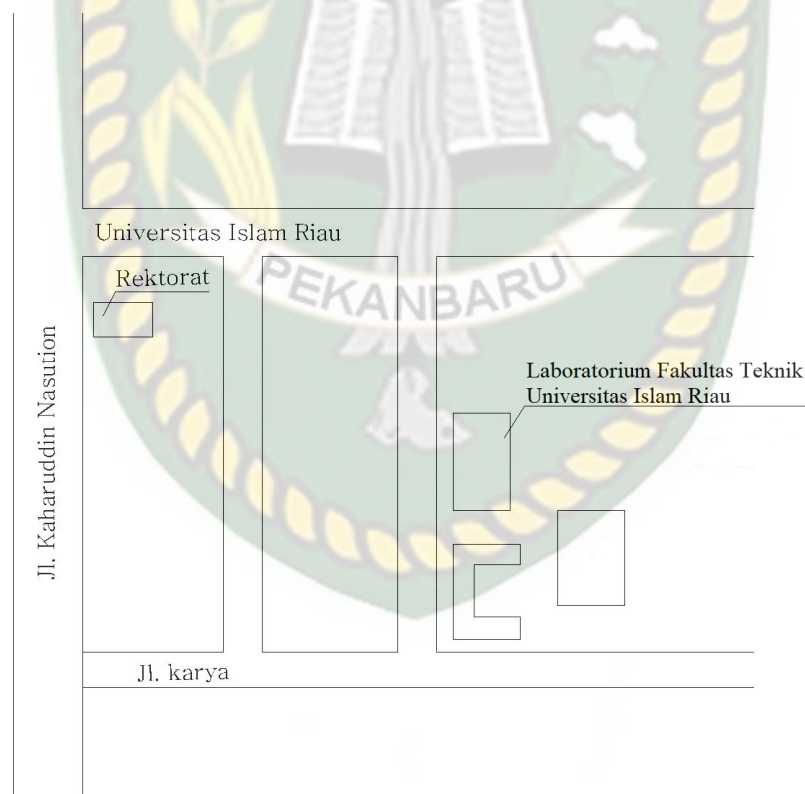 Universitas Islam Riau
Rektorat
PEKANBARU
Jl. Kaharuddin Nasution
Laboratorium Fakultas Teknik
Universitas Islam Riau
Jl. karya